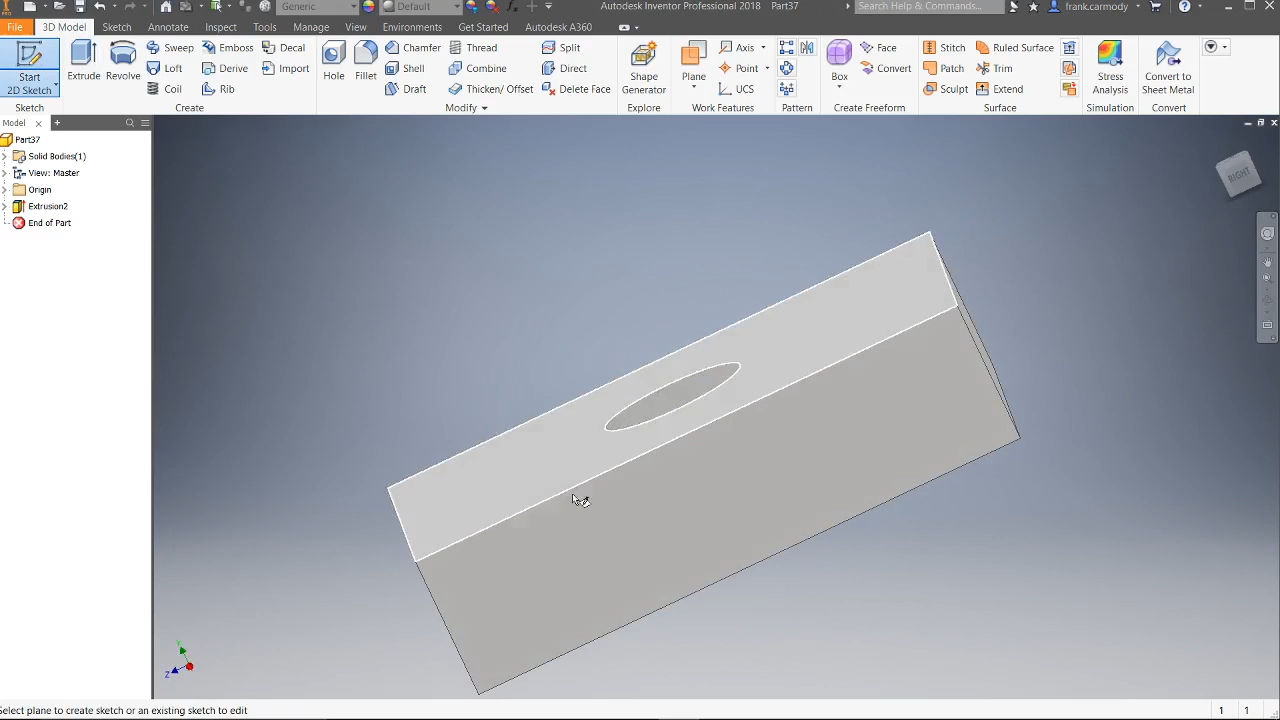 PRO
Generic
Default
Autodesk Inventor Professional 2018 Part37
Search Help & Commands...
frank.carmody
File 3D Model Sketch Annotate Inspect Tools Manage View Environments Get Started Autodesk A360
Start
2D Sketch
Extrude
Revolve
Sweep Emboss Decal
Loft Derive Import
Coil Rib
Hole
Fillet
Chamfer Thread Split
Shell Combine Direct
Draft Thicken/ Offset Delete Face
Shape
Generator
Plane
Axis
Point
UCS
Box
Face
Convert
Stitch Ruled Surface
Patch Trim
Sculpt Extend
Stress
Analysis
Convert to
Sheet Metal
Sketch Create Modify Explore Work Features Pattern Create Freeform Surface Simulation Convert
Model
Part37
Solid Bodies(1)
View: Master
Origin
Extrusion2
End of Part
RIGHT
Y
Z
Select plane to create sketch or an existing sketch to edit
1 1